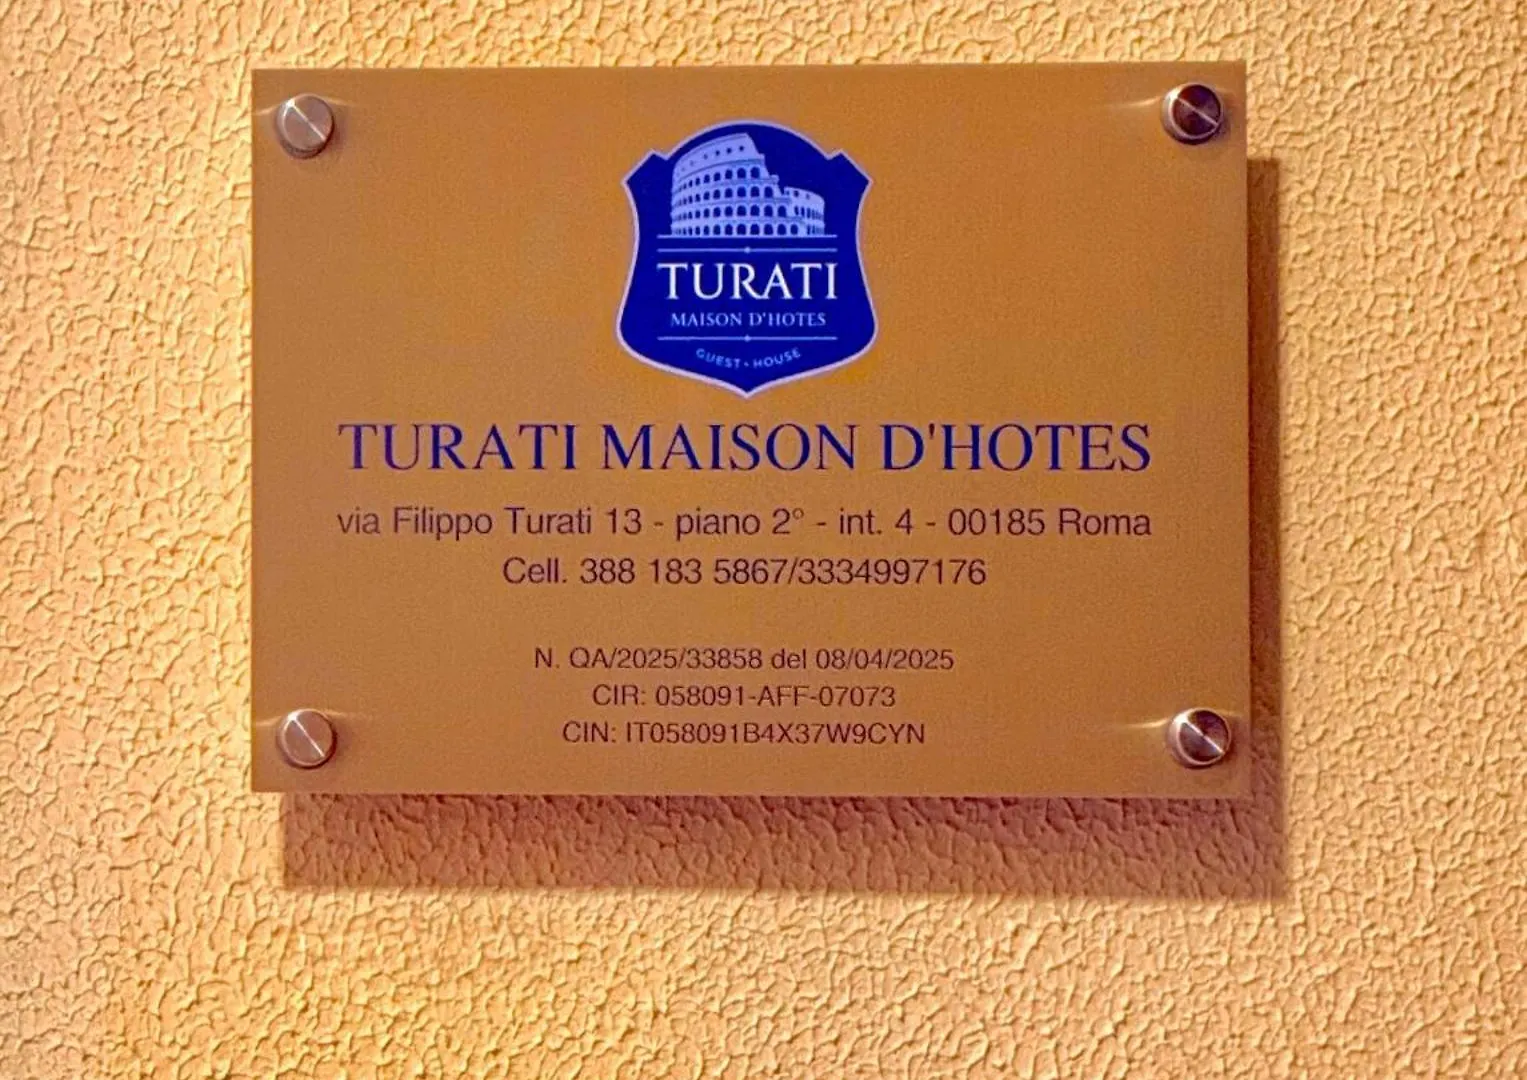 TURATI
MAISON D'HOTES
GUEST • HOUSE
TURATI MAISON D'HOTES
via Filippo Turati 13 - piano 2° - int. 4 - 00185 Roma
Cell. 388 183 5867/3334997176
N. QA/2025/33858 del 08/04/2025
CIR: 058091-AFF-07073
CIN: IT058091B4X37W9CYN